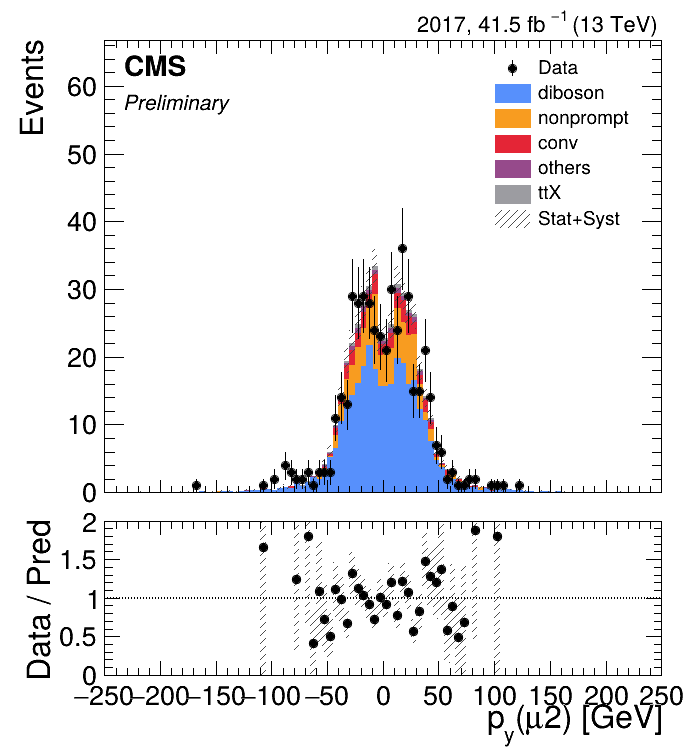 2017, 41.5 fb⁻¹ (13 TeV)
CMS
Preliminary
Data
diboson
nonprompt
conv
others
ttX
Stat+Syst
Events
60
50
40
30
20
10
0
Data / Pred
2
1.5
1
0.5
0
−250 −200 −150 −100 −50 0 50 100 150 200 250
p_y(μ2) [GeV]